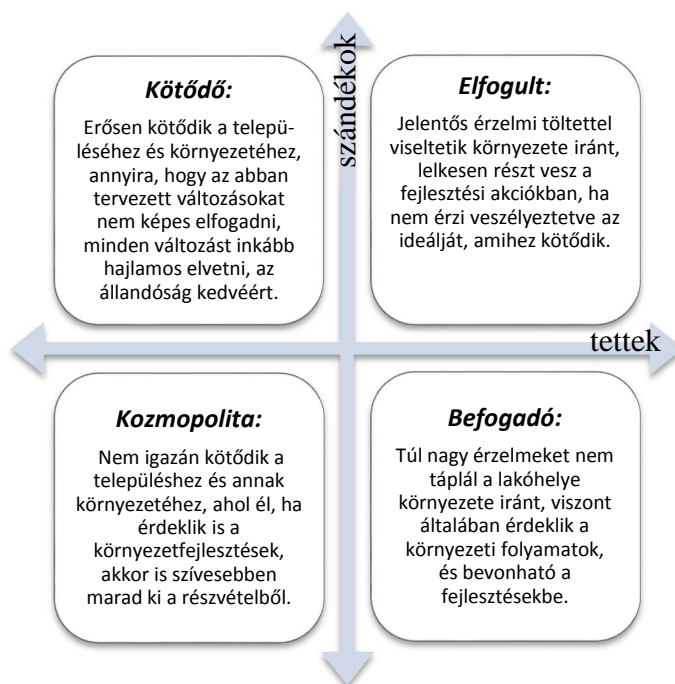 szándékok
Kötődő:
Erősen kötődik a telepü-
léséhez és környezetéhez,
annyira, hogy az abban
tervezett változásokat
nem képes elfogadni,
minden változást inkább
hajlamos elvetni, az
állandóság kedvéért.
Elfogult:
Jelentős érzelmi töltettel
viseltetik környezete iránt,
lelkesen részt vesz a
fejlesztési akciókban, ha
nem érzi veszélyeztetve az
ideálját, amihez kötődik.
tettek
Kozmopolita:
Nem igazán kötődik a
településhez és annak
környezetéhez, ahol él, ha
érdeklik is a
környezetfejlesztések,
akkor is szívesebben
marad ki a részvételből.
Befogadó:
Túl nagy érzelmeket nem
táplál a lakóhelye
környezete iránt, viszont
általában érdeklik a
környezeti folyamatok,
és bevonható a
fejlesztésekbe.